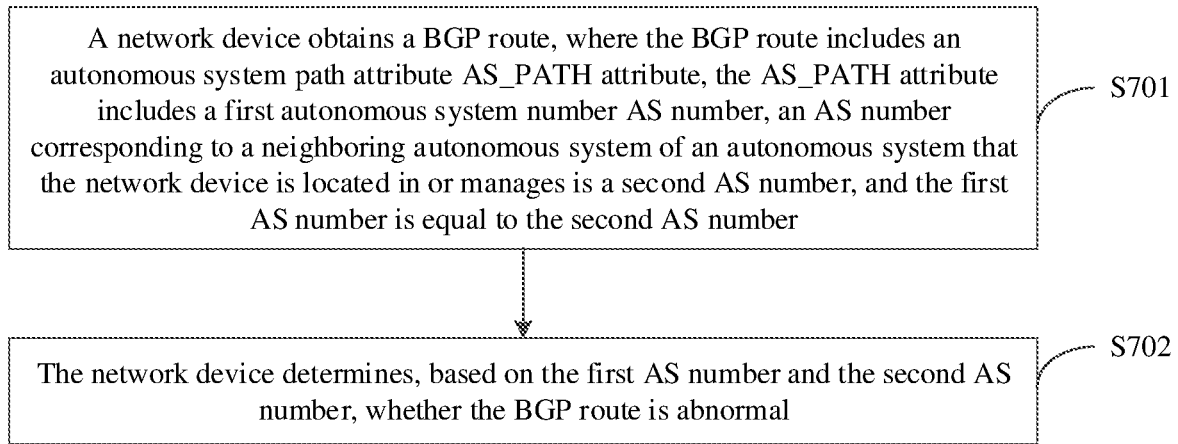 A network device obtains a BGP route, where the BGP route includes an
autonomous system path attribute AS_PATH attribute, the AS_PATH attribute
includes a first autonomous system number AS number, an AS number
corresponding to a neighboring autonomous system of an autonomous system that
the network device is located in or manages is a second AS number, and the first
AS number is equal to the second AS number
S701
The network device determines, based on the first AS number and the second AS
number, whether the BGP route is abnormal
S702